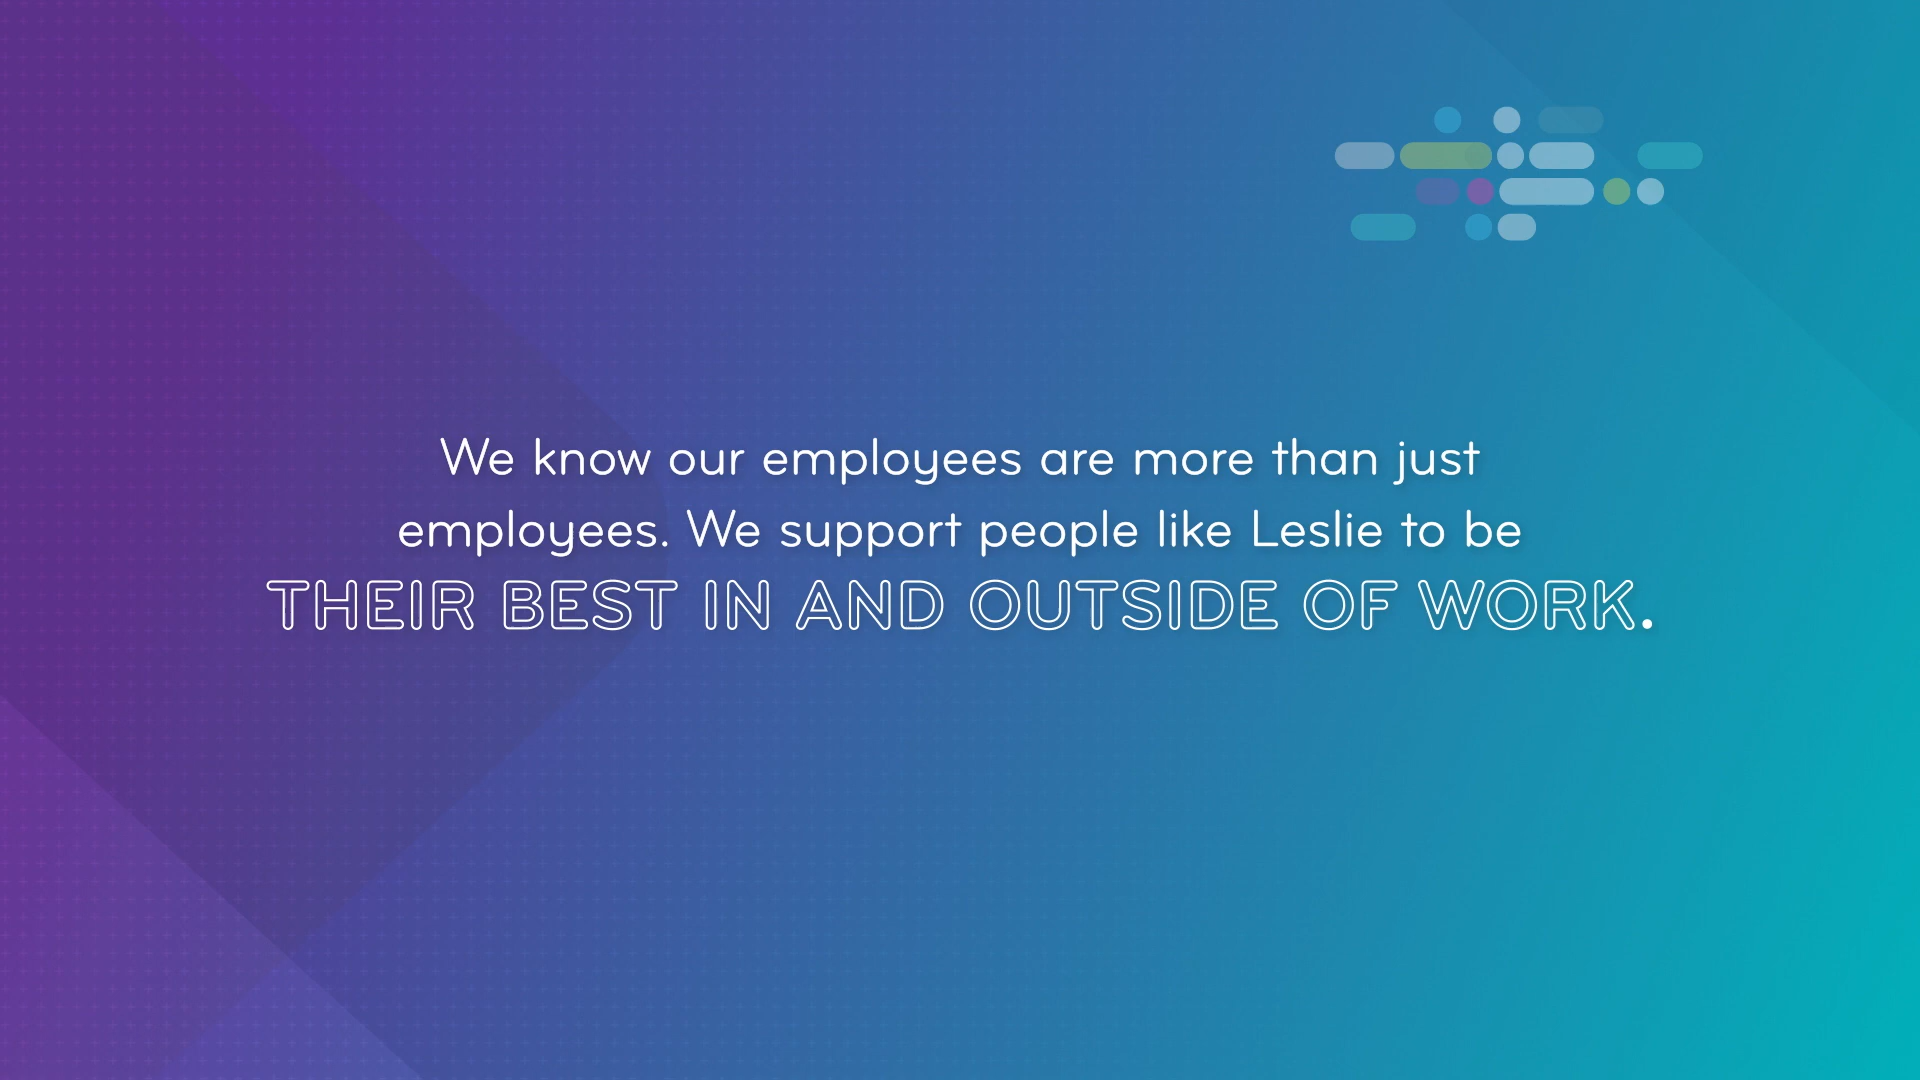 We know our employees are more than just
employees. We support people like Leslie to be
THEIR BEST IN AND OUTSIDE OF WORK.